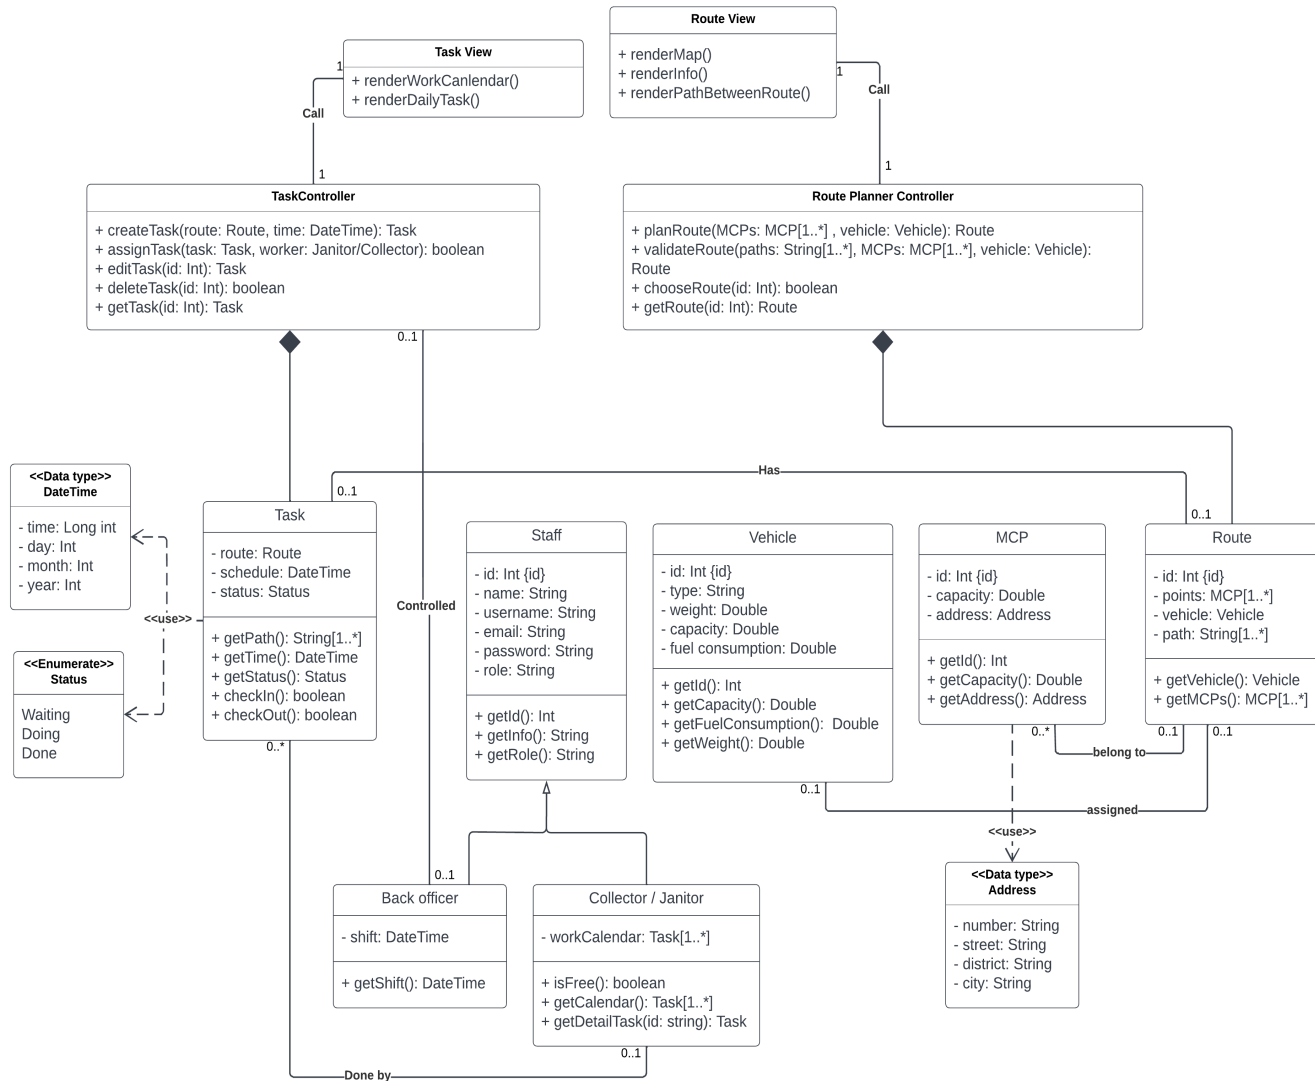 Route View
+ renderMap()
+ renderInfo()
+ renderPathBetweenRoute()
1
Call
1
Task View
+ renderWorkCanlendar()
+ renderDailyTask()
1
Call
1
TaskController
+ createTask(route: Route, time: DateTime): Task
+ assignTask(task: Task, worker: Janitor/Collector): boolean
+ editTask(id: Int): Task
+ deleteTask(id: Int): boolean
+ getTask(id: Int): Task
Route Planner Controller
+ planRoute(MCPs: MCP[1..*] , vehicle: Vehicle): Route
+ validateRoute(paths: String[1..*], MCPs: MCP[1..*], vehicle: Vehicle):
Route
+ chooseRoute(id: Int): boolean
+ getRoute(id: Int): Route
0..1
Controlled
0..1
Has
0..1
0..1
<<Data type>>
DateTime
- time: Long int
- day: Int
- month: Int
- year: Int
<<use>>
<<Enumerate>>
Status
Waiting
Doing
Done
Task
- route: Route
- schedule: DateTime
- status: Status
+ getPath(): String[1..*]
+ getTime(): DateTime
+ getStatus(): Status
+ checkIn(): boolean
+ checkOut(): boolean
0..*
Staff
- id: Int {id}
- name: String
- username: String
- email: String
- password: String
- role: String
+ getId(): Int
+ getInfo(): String
+ getRole(): String
Vehicle
- id: Int {id}
- type: String
- weight: Double
- capacity: Double
- fuel consumption: Double
+ getId(): Int
+ getCapacity(): Double
+ getFuelConsumption():  Double
+ getWeight(): Double
0..1
MCP
- id: Int {id}
- capacity: Double
- address: Address
+ getId(): Int
+ getCapacity(): Double
+ getAddress(): Address
0..*
Route
- id: Int {id}
- points: MCP[1..*]
- vehicle: Vehicle
- path: String[1..*]
+ getVehicle(): Vehicle
+ getMCPs(): MCP[1..*]
0..1
0..1
belong to
assigned
<<use>>
<<Data type>>
Address
- number: String
- street: String
- district: String
- city: String
Back officer
- shift: DateTime
+ getShift(): DateTime
Collector / Janitor
- workCalendar: Task[1..*]
+ isFree(): boolean
+ getCalendar(): Task[1..*]
+ getDetailTask(id: string): Task
0..1
Done by